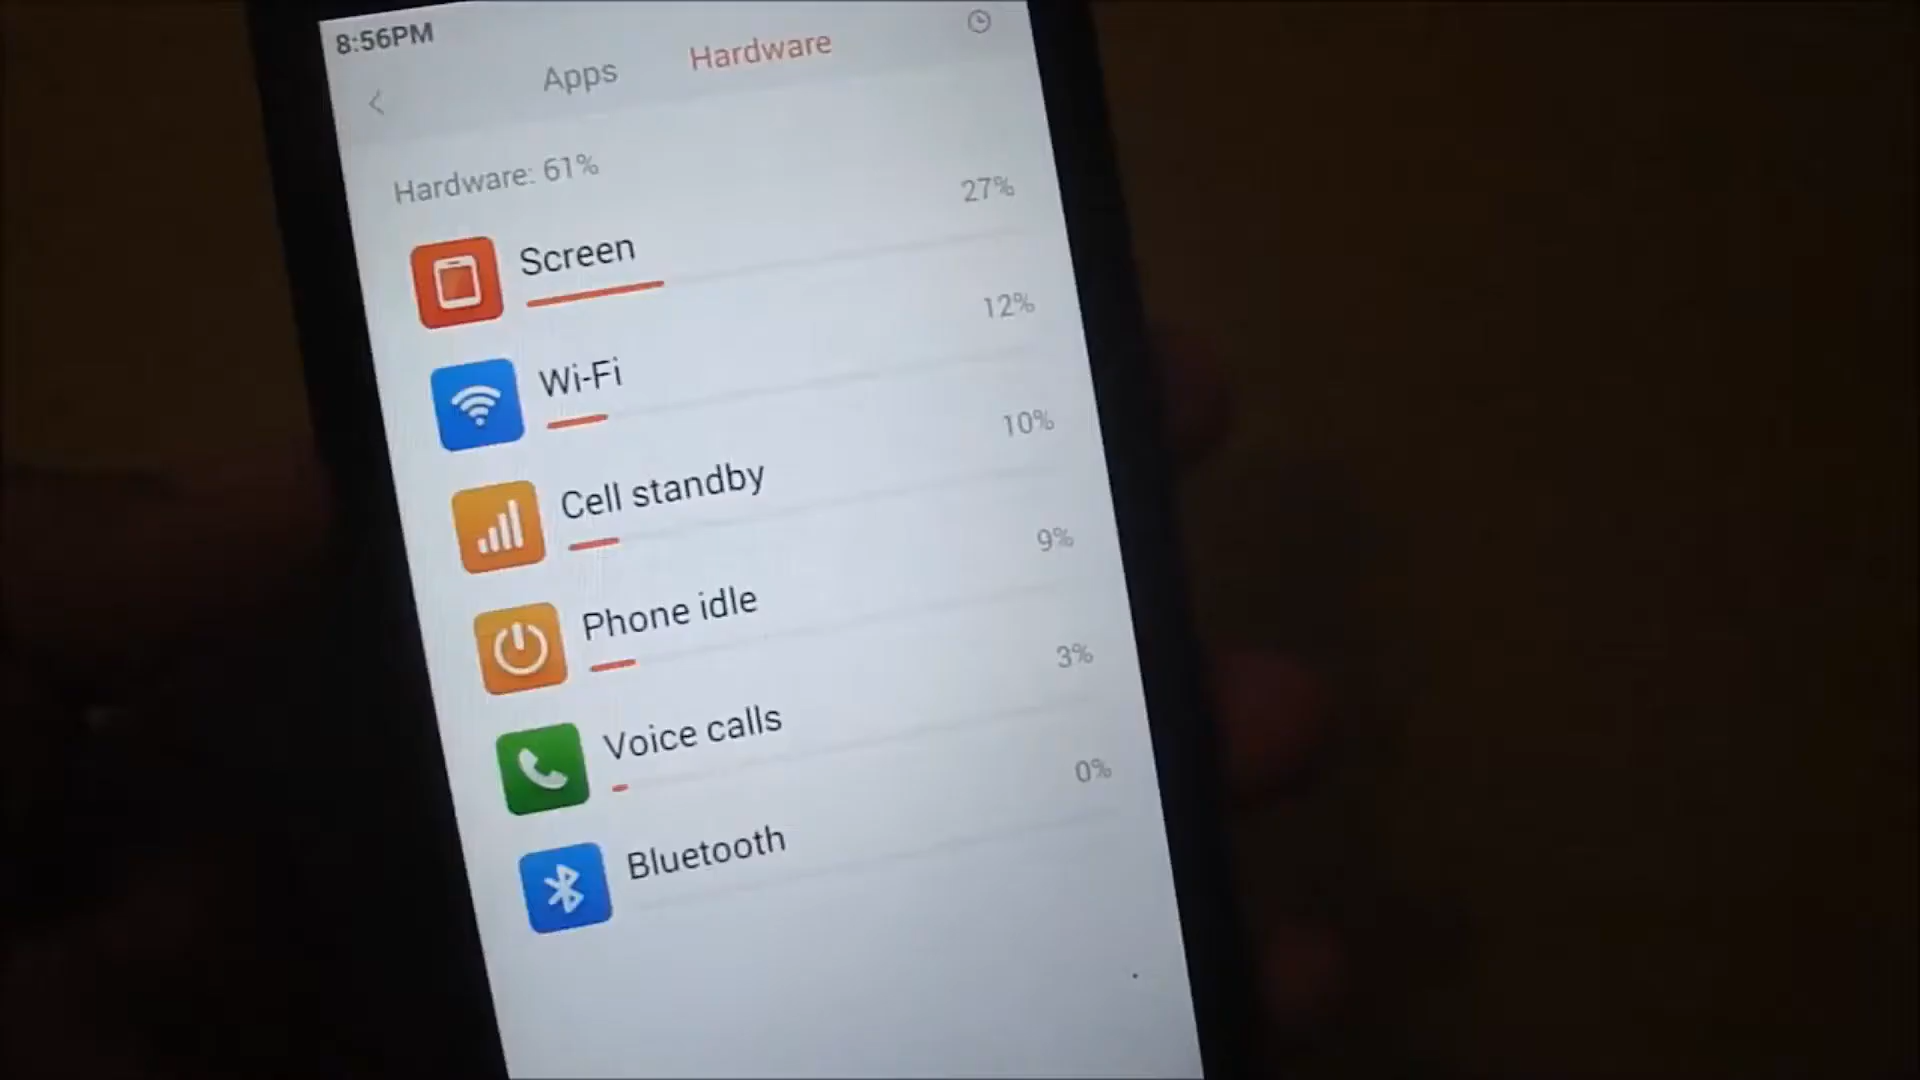 8:56PM
Apps
Hardware
Hardware: 61%
Screen
27%
Wi-Fi
12%
Cell standby
10%
Phone idle
9%
Voice calls
3%
Bluetooth
0%